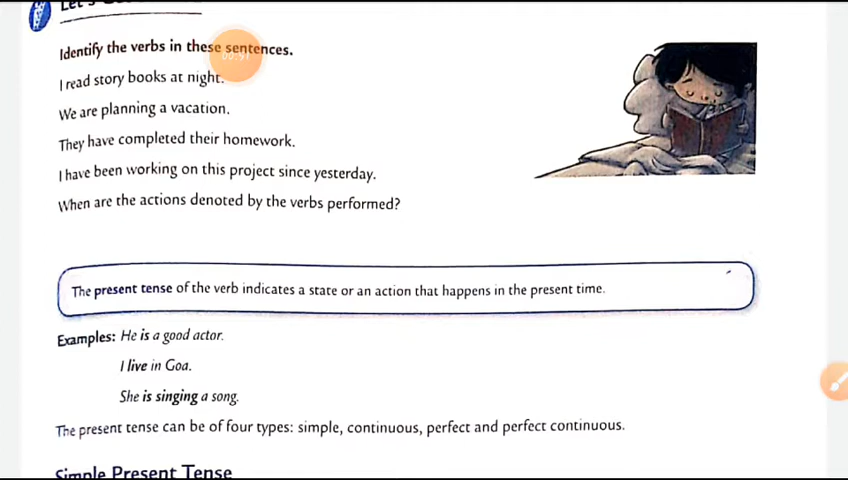 Let's
Identify the verbs in these sentences.
I read story books at night.
We are planning a vacation.
They have completed their homework.
I have been working on this project since yesterday.
When are the actions denoted by the verbs performed?
The present tense of the verb indicates a state or an action that happens in the present time.
Examples: He is a good actor.
I live in Goa.
She is singing a song.
The present tense can be of four types: simple, continuous, perfect and perfect continuous.
Simple Present Tense